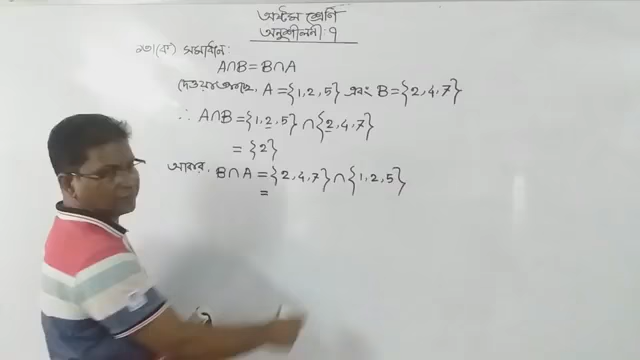 অষ্টম শ্রেণি
অনুশীলনী: ৭
১৩(ক) সমাধান:
A∩B = B∩A
দেওয়া আছে, A = {1, 2, 5} এবং B = {2, 4, 7}
∴ A∩B = {1, 2, 5} ∩ {2, 4, 7}
= {2}
আবার, B∩A = {2, 4, 7} ∩ {1, 2, 5}
=